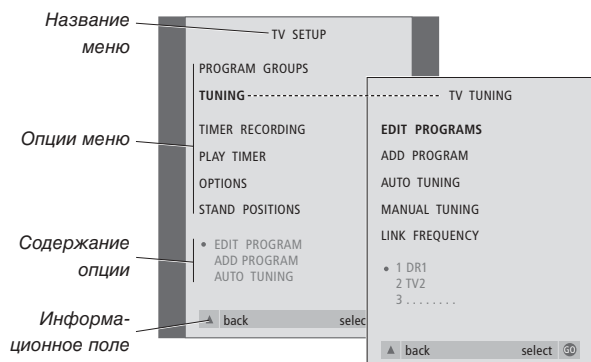 Название
меню
Опции меню
Содержание
опции
Информа-
ционное поле
TV SETUP
PROGRAM GROUPS
TUNING
TIMER RECORDING
PLAY TIMER
OPTIONS
STAND POSITIONS
• EDIT PROGRAM
ADD PROGRAM
AUTO TUNING
▲ back selec
TV TUNING
EDIT PROGRAMS
ADD PROGRAM
AUTO TUNING
MANUAL TUNING
LINK FREQUENCY
• 1 DR1
2 TV2
3 . . . . . . . .
▲ back select GO